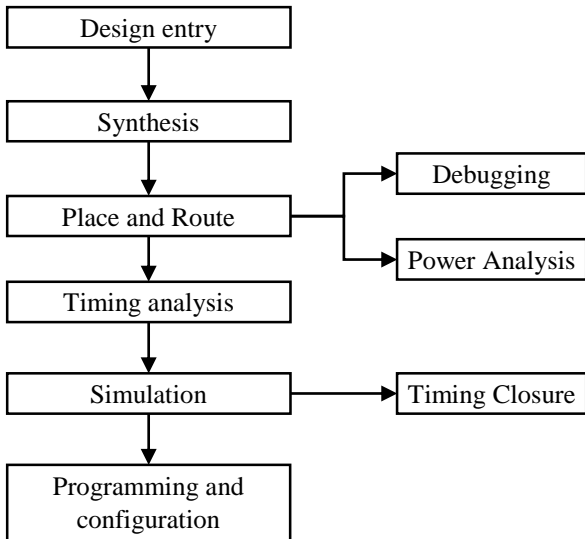 Design entry
Synthesis
Place and Route
Debugging
Power Analysis
Timing analysis
Simulation
Timing Closure
Programming and
configuration